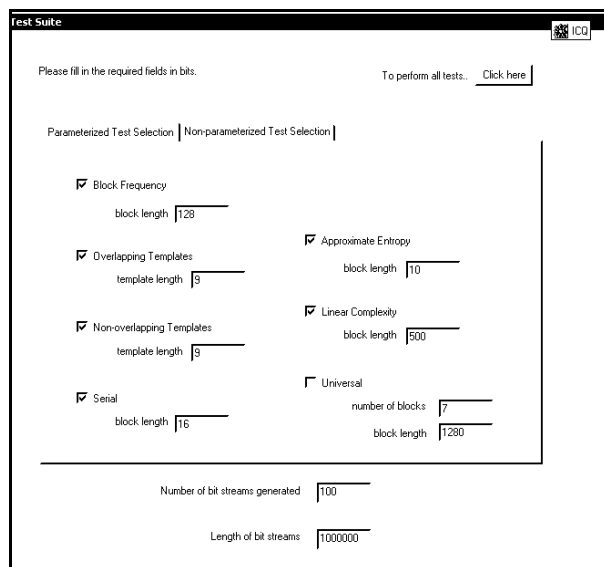 Test Suite
ICQ
Please fill in the required fields in bits.
To perform all tests.. Click here
Parameterized Test Selection
Non-parameterized Test Selection
Block Frequency
block length 128
Overlapping Templates
template length 9
Non-overlapping Templates
template length 9
Serial
block length 16
Approximate Entropy
block length 10
Linear Complexity
block length 500
Universal
number of blocks 7
block length 1280
Number of bit streams generated 100
Length of bit streams 1000000